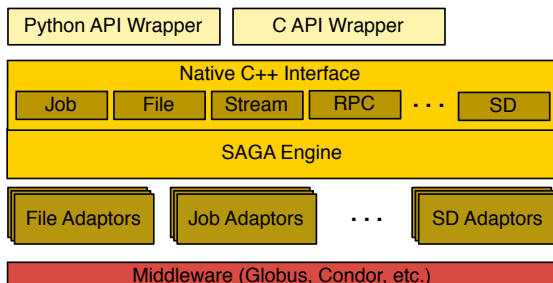 Python API Wrapper C API Wrapper
Native C++ Interface
Job File Stream RPC . . . SD
SAGA Engine
File Adaptors Job Adaptors . . . SD Adaptors
Middleware (Globus, Condor, etc.)